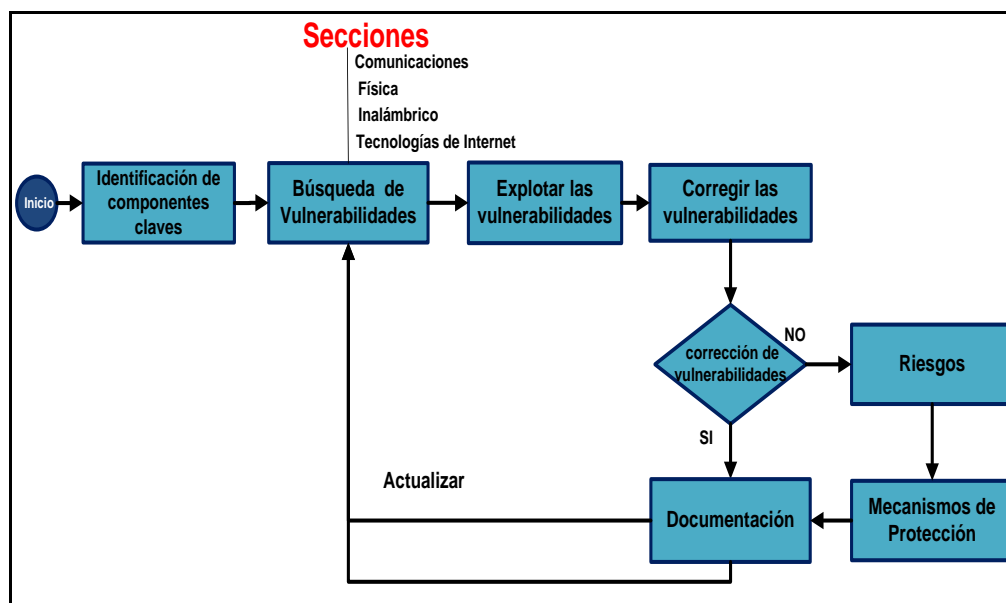 Secciones
Comunicaciones
Física
Inalámbrico
Tecnologías de Internet
Inicio
Identificación de
componentes
claves
Búsqueda de
Vulnerabilidades
Explotar las
vulnerabilidades
Corregir las
vulnerabilidades
corrección de
vulnerabilidades
NO
Riesgos
SI
Actualizar
Documentación
Mecanismos de
Protección